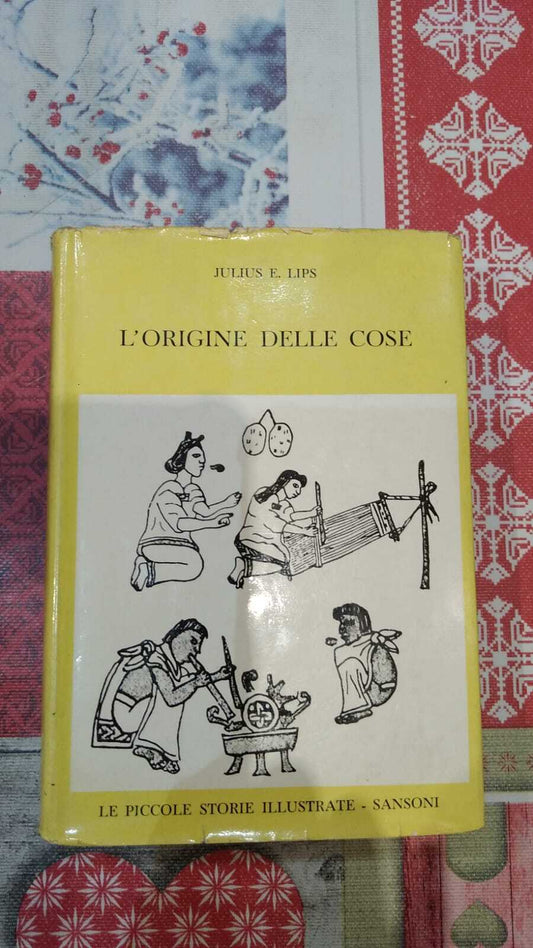 JULIUS E. LIPS
L'ORIGINE DELLE COSE
LE PICCOLE STORIE ILLUSTRATE - SANSONI